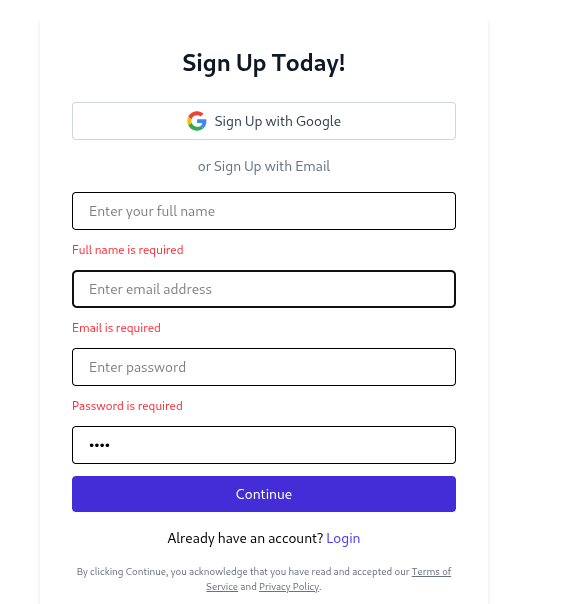 Sign Up Today!
Sign Up with Google
or Sign Up with Email
Enter your full name
Full name is required
Enter email address
Email is required
Enter password
Password is required
••••
Continue
Already have an account? Login
By clicking Continue, you acknowledge that you have read and accepted our Terms of
Service and Privacy Policy.